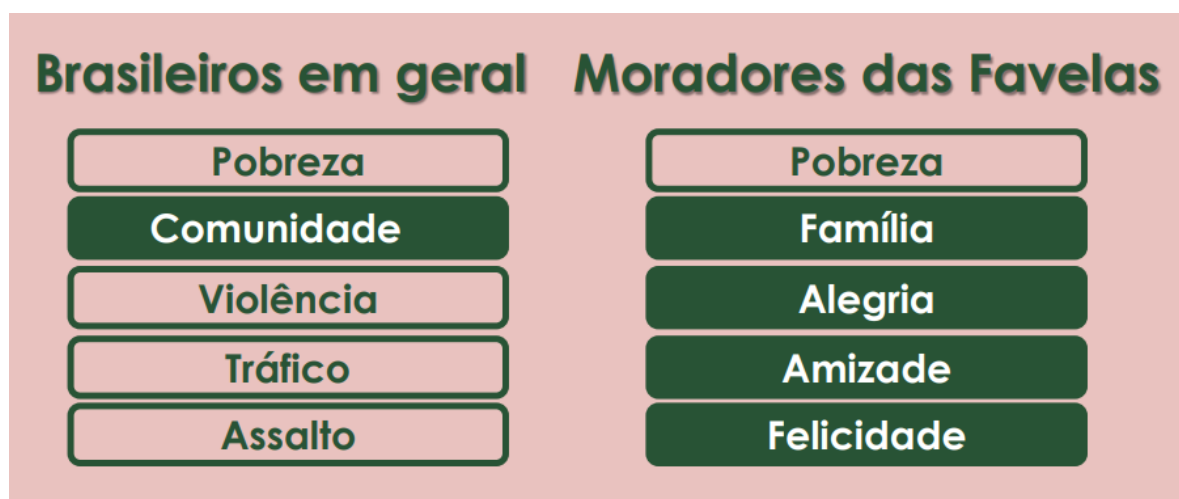 Brasileiros em geral
Pobreza
Comunidade
Violência
Tráfico
Assalto
Moradores das Favelas
Pobreza
Família
Alegria
Amizade
Felicidade